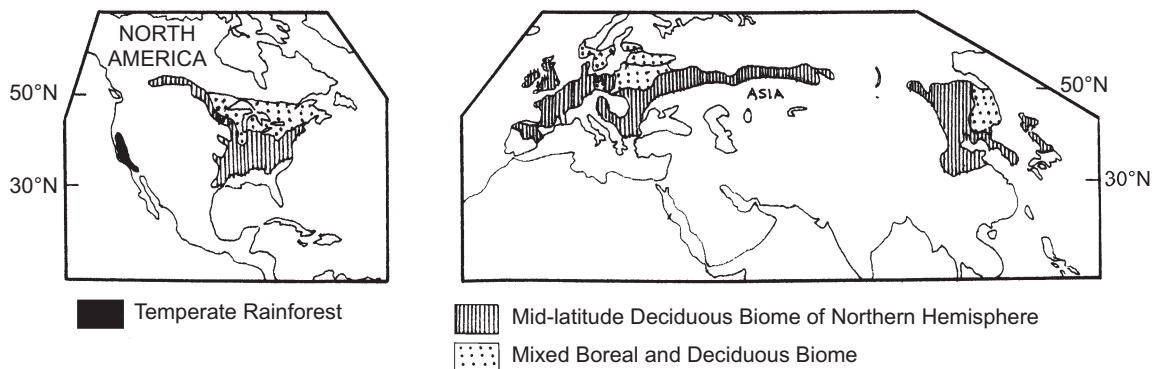 NORTH
AMERICA
50°N
30°N
ASIA
50°N
30°N
Temperate Rainforest
Mid-latitude Deciduous Biome of Northern Hemisphere
Mixed Boreal and Deciduous Biome